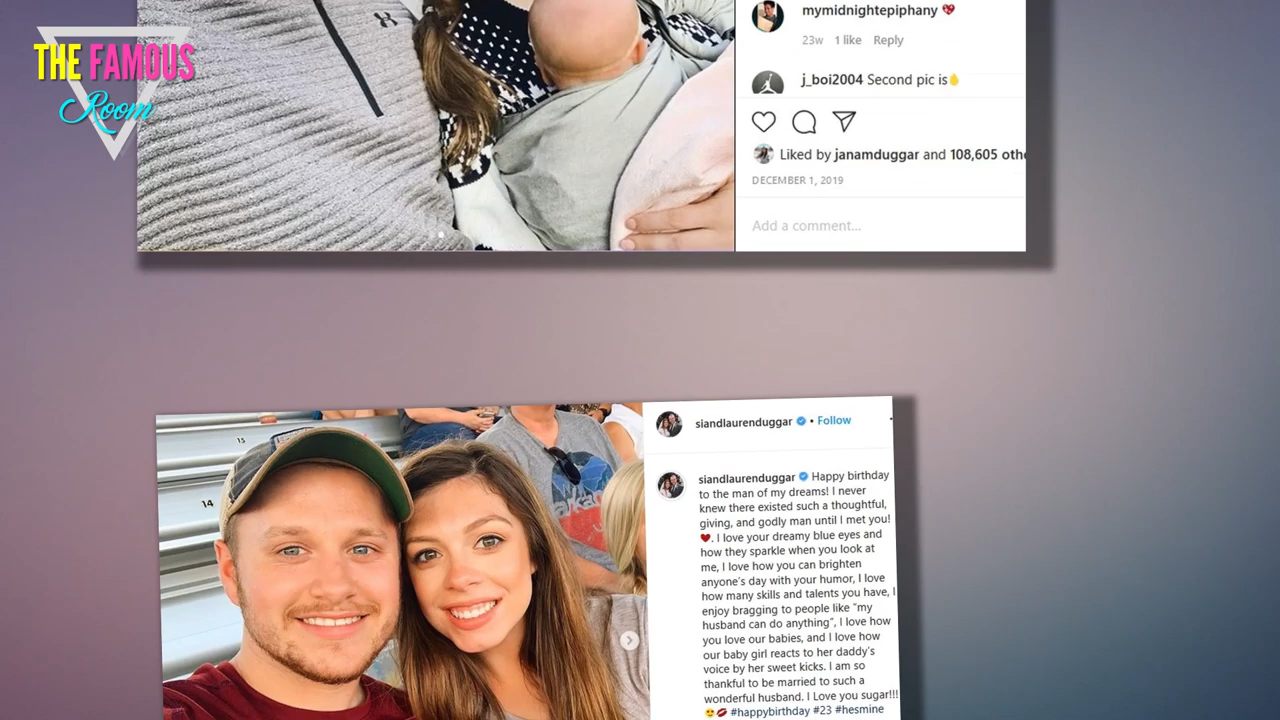 THE FAMOUS
Room
mymidnightepiphany 💖
23w 1 like Reply
j_boi2004 Second pic is👌
Liked by janamduggar and 108,605 oth
DECEMBER 1, 2019
Add a comment...
siandlaurenduggar • Follow
siandlaurenduggar Happy birthday
to the man of my dreams! I never
knew there existed such a thoughtful,
giving, and godly man until I met you!
❤️. I love your dreamy blue eyes and
how they sparkle when you look at
me, I love how you can brighten
anyone's day with your humor, I love
how many skills and talents you have, I
enjoy bragging to people like "my
husband can do anything", I love how
you love our babies, and I love how
our baby girl reacts to her daddy's
voice by her sweet kicks. I am so
thankful to be married to such a
wonderful husband. I Love you sugar!!!
😍💋 #happybirthday #23 #hesmine
15
14